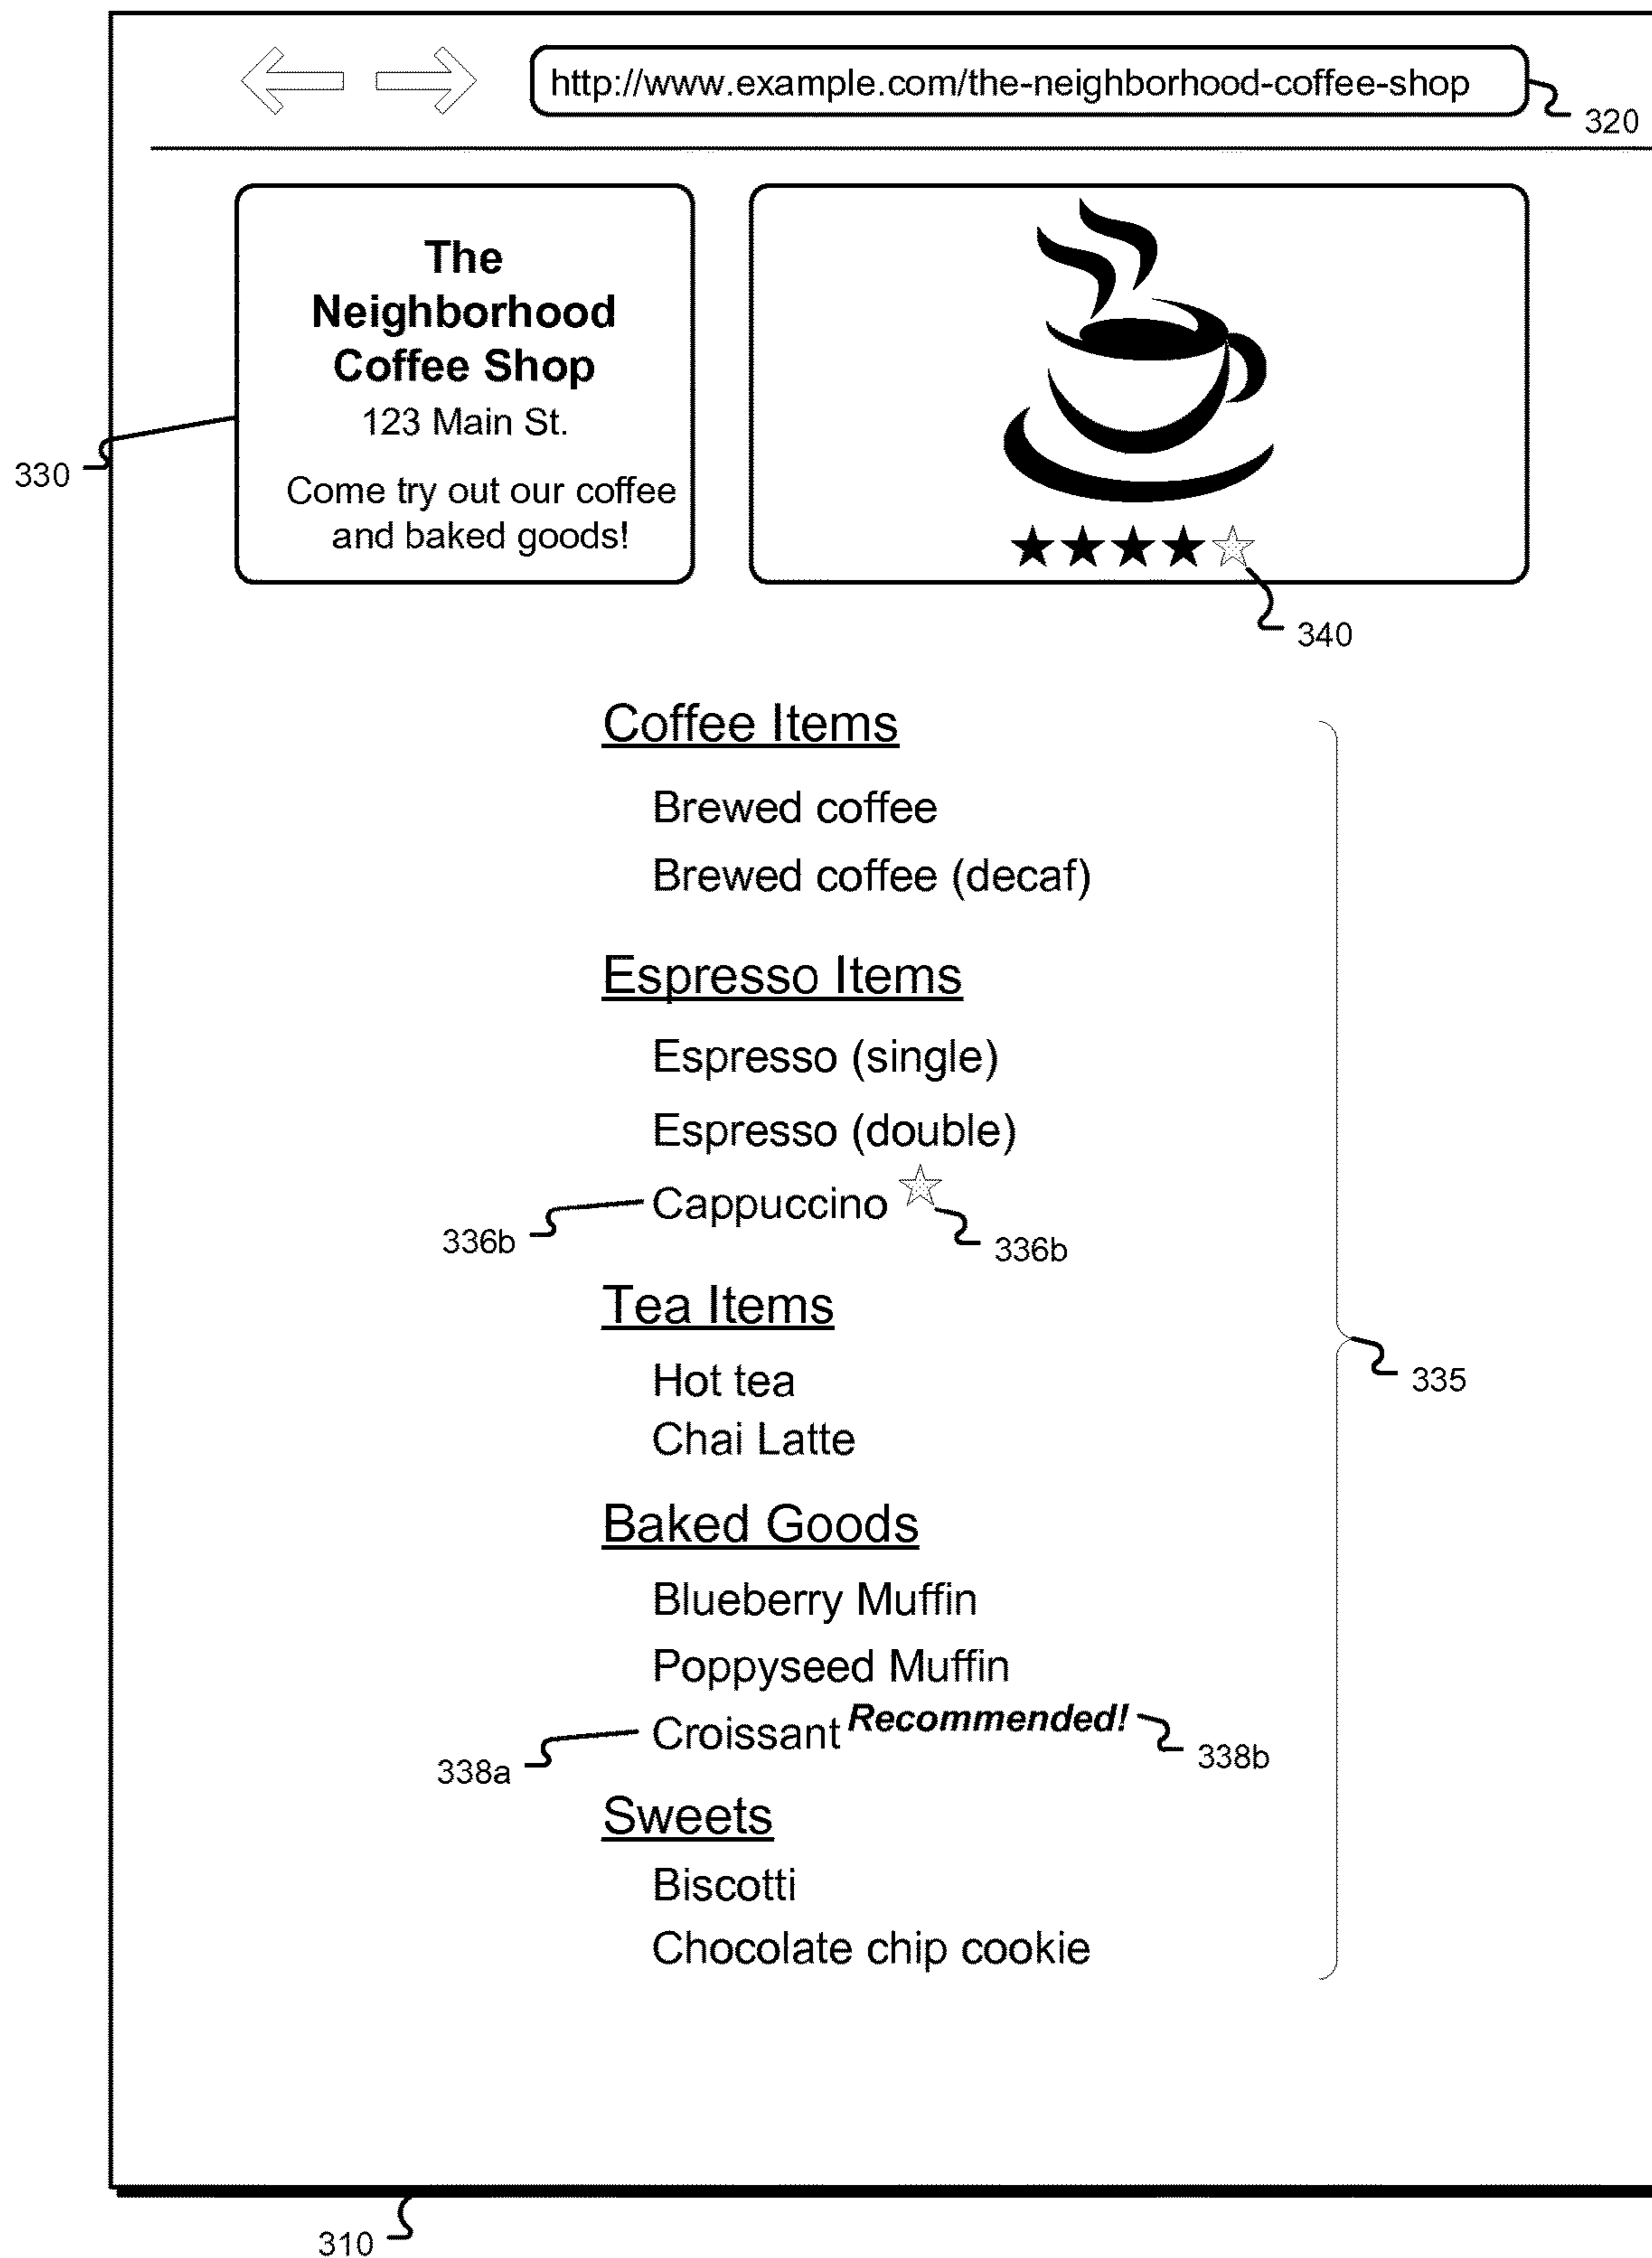 http://www.example.com/the-neighborhood-coffee-shop
320
The
Neighborhood
Coffee Shop
123 Main St.
330
Come try out our coffee
and baked goods!
340
Coffee Items
Brewed coffee
Brewed coffee (decaf)
Espresso Items
Espresso (single)
Espresso (double)
Cappuccino
336b
336b
Tea Items
Hot tea
335
Chai Latte
Baked Goods
Blueberry Muffin
Poppyseed Muffin
Croissant Recommended!
338a
338b
Sweets
Biscotti
Chocolate chip cookie
310